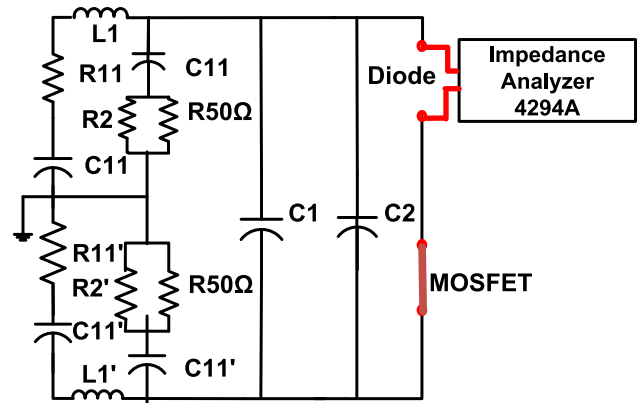 L1
R11
C11
R2
R50Ω
C11
Diode
Impedance
Analyzer
4294A
C1
C2
R11'
R2'
R50Ω
MOSFET
C11'
C11'
L1'